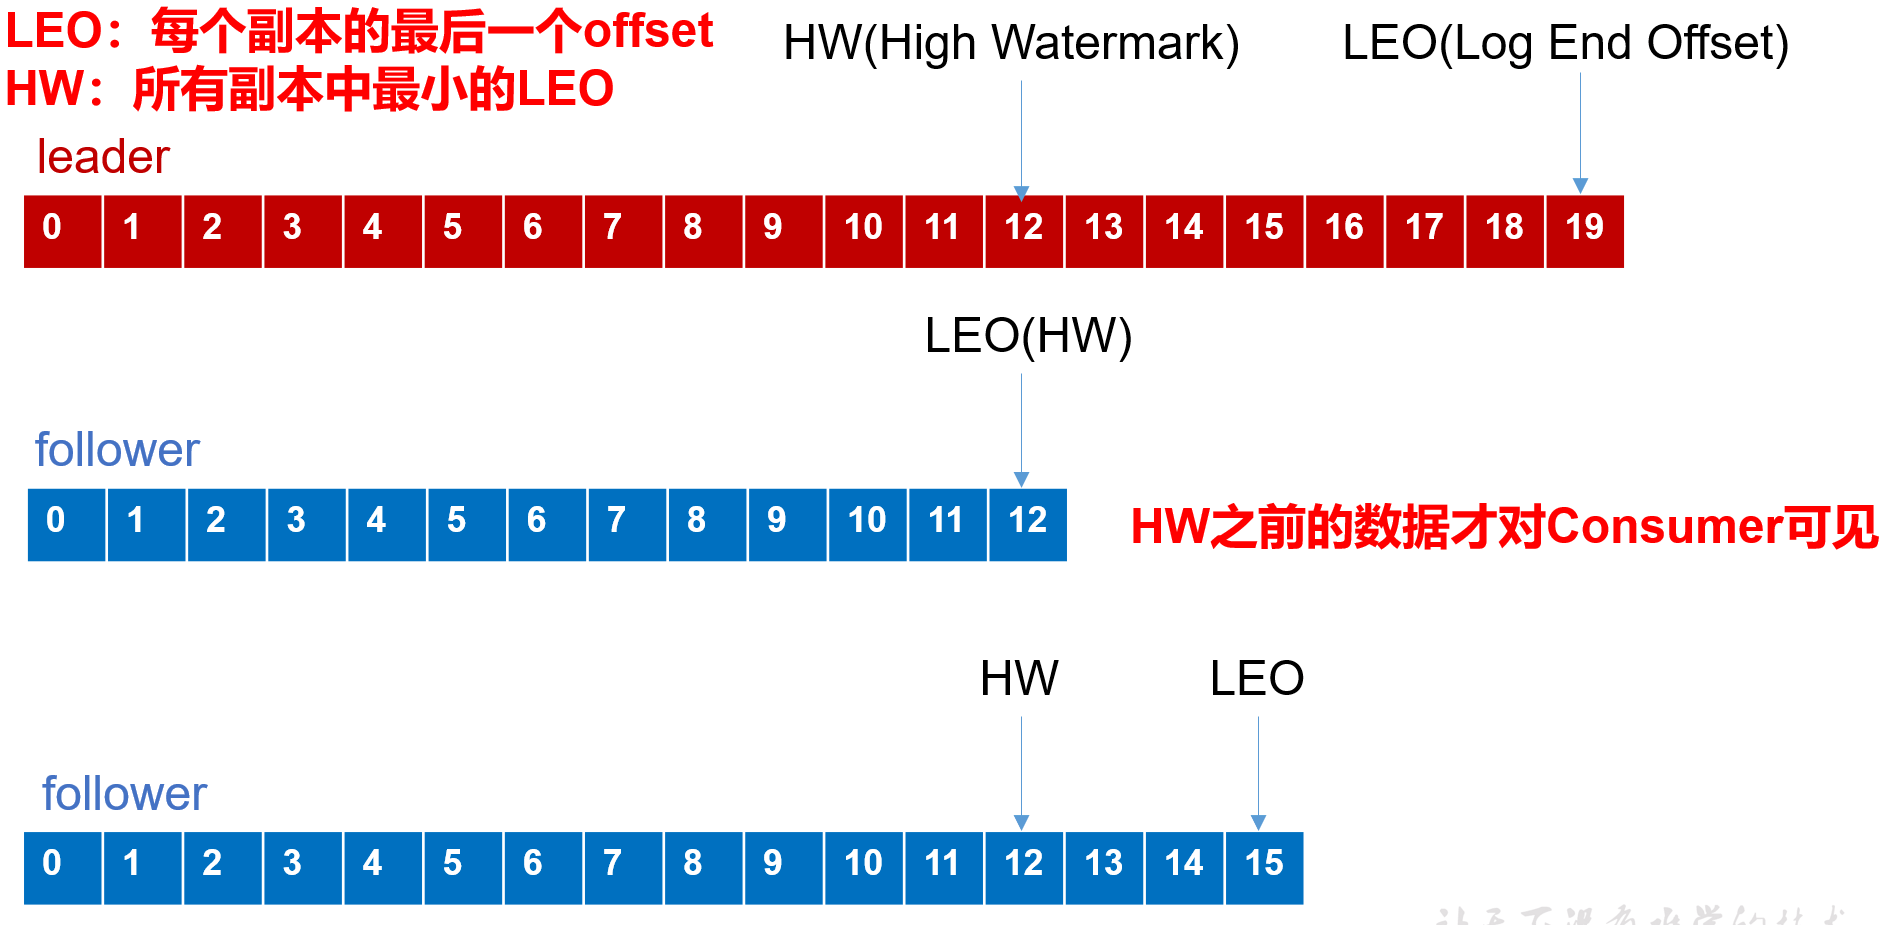 LEO：每个副本的最后一个offset
HW：所有副本中最小的LEO
HW(High Watermark)
LEO(Log End Offset)
leader
0 1 2 3 4 5 6 7 8 9 10 11 12 13 14 15 16 17 18 19
LEO(HW)
follower
0 1 2 3 4 5 6 7 8 9 10 11 12
HW之前的数据才对Consumer可见
HW
LEO
follower
0 1 2 3 4 5 6 7 8 9 10 11 12 13 14 15